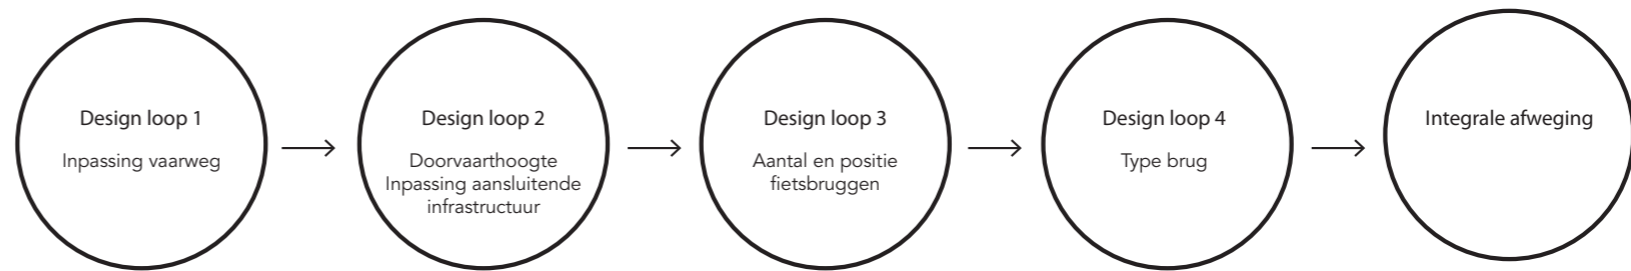 Design loop 1
Inpassing vaarweg
Design loop 2
Doorvaarthoogte
Inpassing aansluitende
infrastructuur
Design loop 3
Aantal en positie
fietsbruggen
Design loop 4
Type brug
Integrale afweging